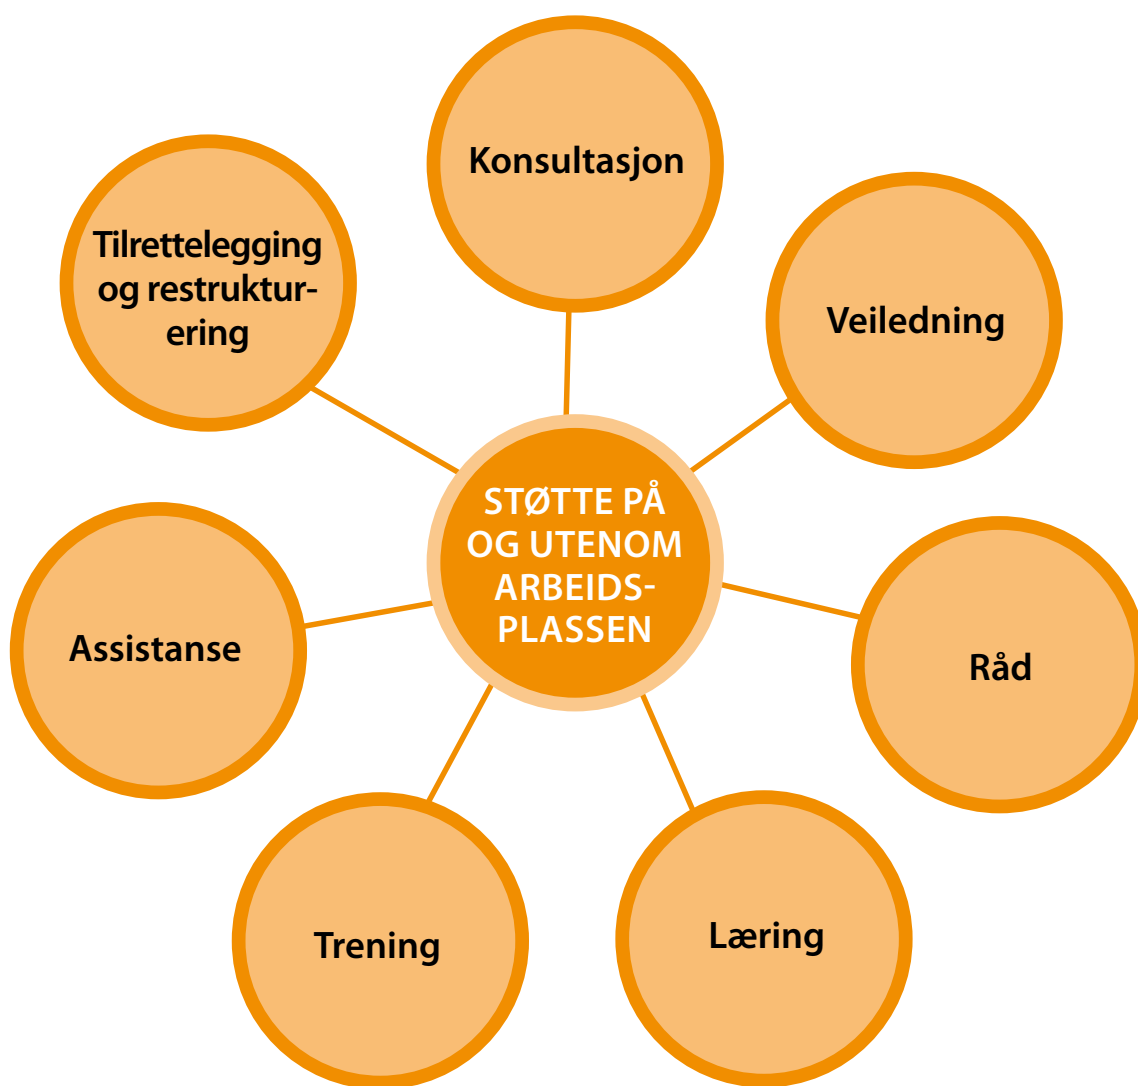 Konsultasjon
Tilrettelegging
og restruktur-
ering
Veiledning
STØTTE PÅ
OG UTENOM
ARBEIDS-
PLASSEN
Assistanse
Råd
Trening
Læring